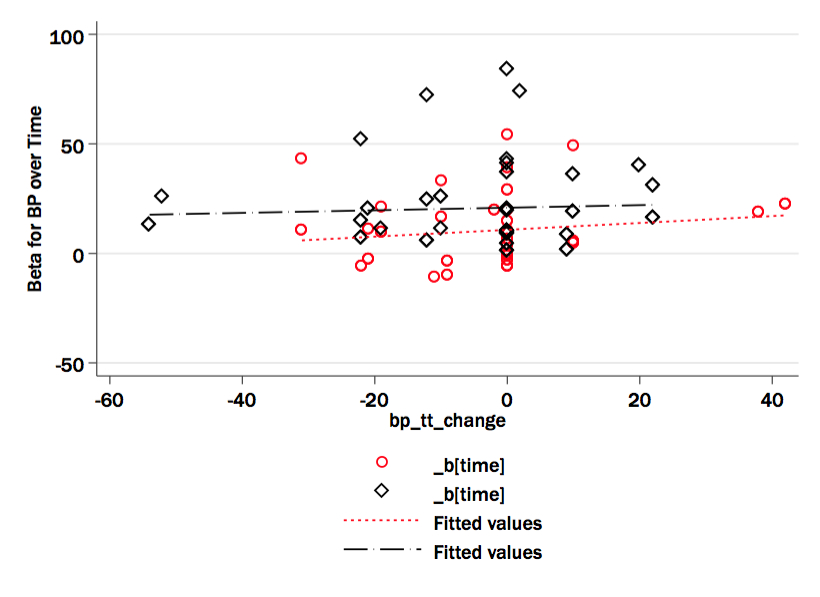 100
50
0
-50
Beta for BP over Time
-60 -40 -20 0 20 40
bp_tt_change
_b[time]
_b[time]
Fitted values
Fitted values